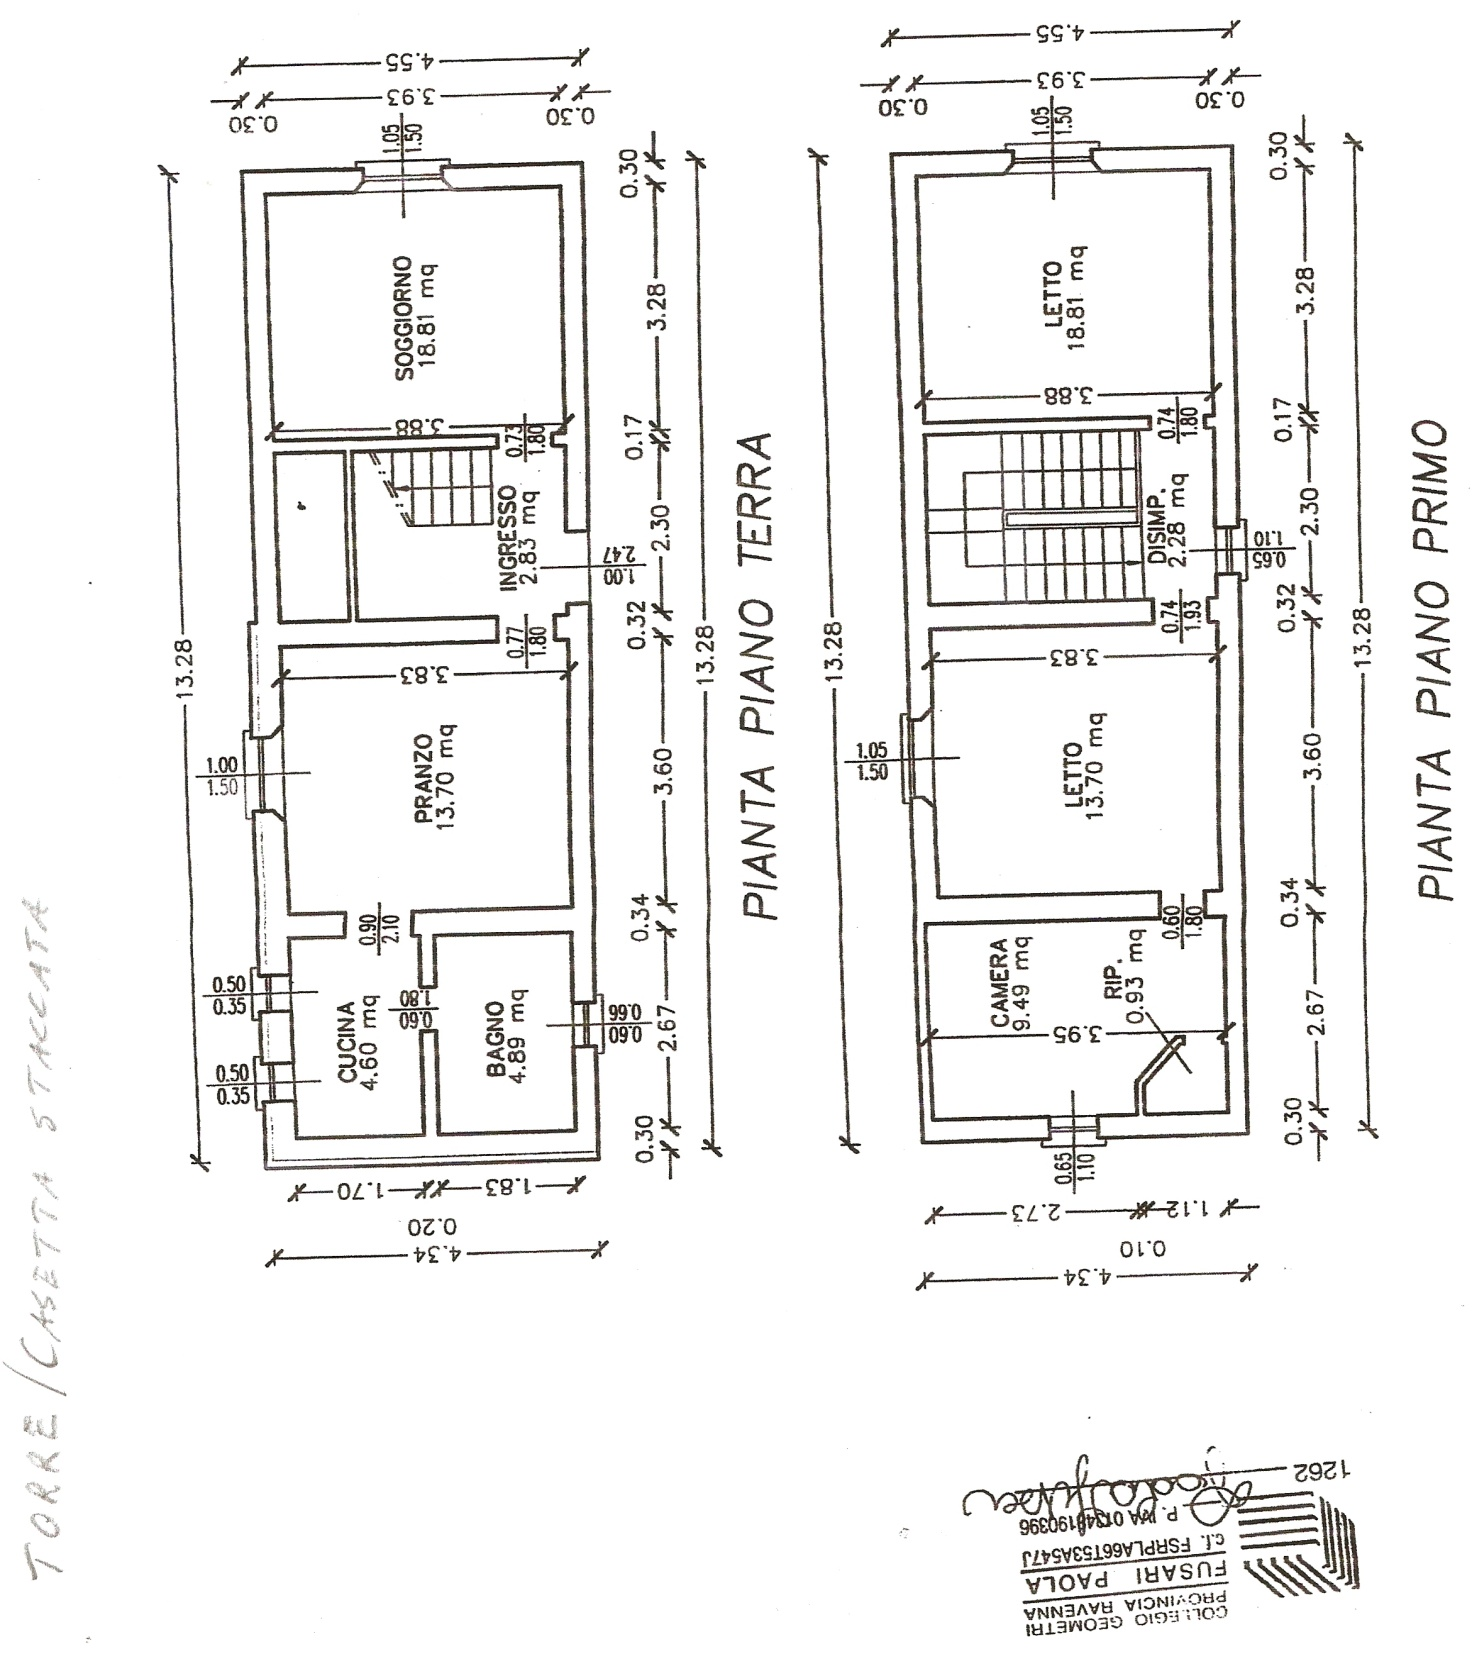 TORRE/CASETTA STACCATA
PIANTA PIANO TERRA
4.55
0.30
3.93
0.30
1.05
1.50
13.28
SOGGIORNO
18.81 mq
3.88
0.73
1.80
INGRESSO
2.83 mq
1.00
2.47
0.77
1.80
3.83
PRANZO
13.70 mq
1.00
1.50
0.90
2.10
0.50
0.35
0.50
0.35
CUCINA
4.60 mq
0.60
1.80
BAGNO
4.89 mq
0.60
0.66
0.30
3.28
0.17
2.30
0.32
3.60
0.34
2.67
0.30
13.28
1.70
0.20
1.83
4.34
PIANTA PIANO PRIMO
4.55
0.30
3.93
0.30
1.05
1.50
13.28
LETTO
18.81 mq
3.88
0.74
1.80
DISIMP.
2.28 mq
0.65
1.10
0.74
1.93
3.83
LETTO
13.70 mq
1.05
1.50
0.60
1.80
CAMERA
9.49 mq
3.95
RIP.
0.93 mq
0.65
1.10
0.30
3.28
0.17
2.30
0.32
3.60
0.34
2.67
0.30
13.28
2.73
0.10
1.12
4.34
COLLEGIO GEOMETRI
PROVINCIA RAVENNA
FUSARI PAOLA
c.f. FSRPLA66T53A547J
P. IVA 01348190396
1262